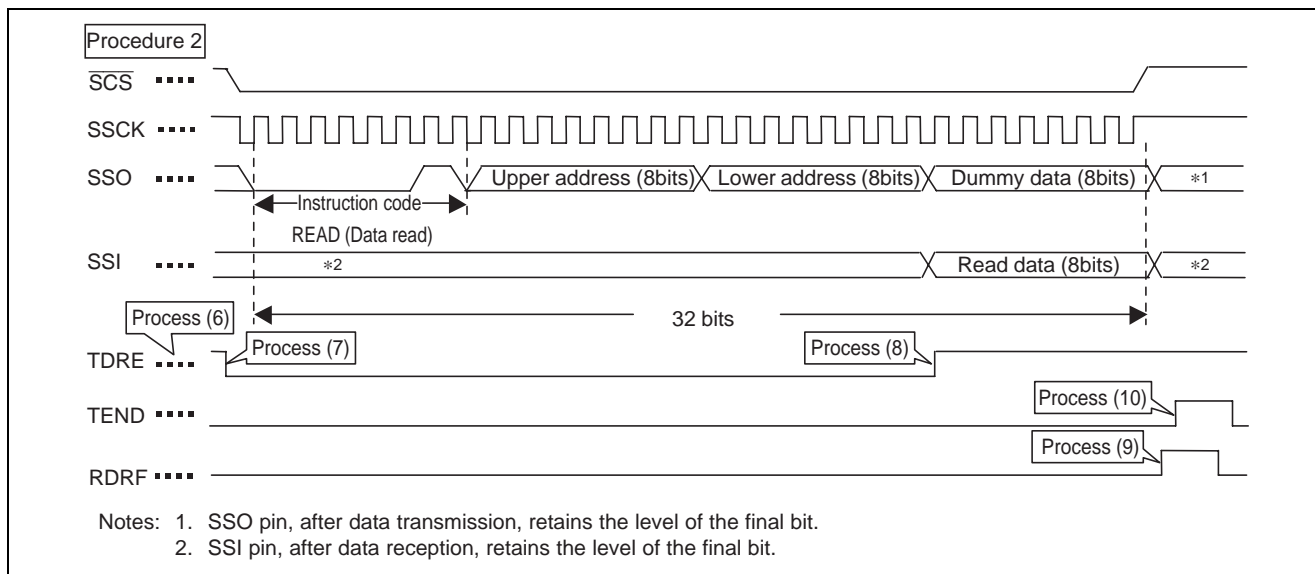 Procedure 2
SCS ▪▪▪▪
SSCK ▪▪▪▪
SSO ▪▪▪▪ Upper address (8bits) Lower address (8bits) Dummy data (8bits) *1
Instruction code
READ (Data read)
SSI ▪▪▪▪ *2 Read data (8bits) *2
32 bits
Process (6)
Process (7) Process (8)
TDRE ▪▪▪▪
Process (10)
TEND ▪▪▪▪
Process (9)
RDRF ▪▪▪▪
Notes: 1. SSO pin, after data transmission, retains the level of the final bit.
2. SSI pin, after data reception, retains the level of the final bit.